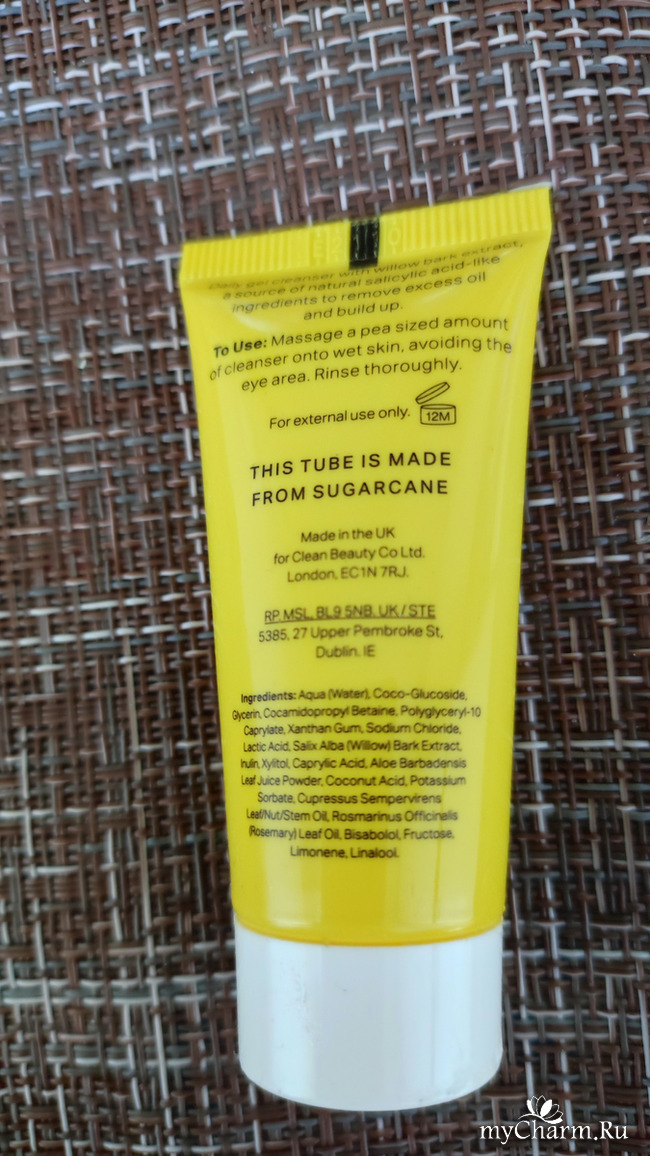 Daily gel cleanser with willow bark extract,
a source of natural salicylic acid-like
ingredients to remove excess oil
and build up.
To Use: Massage a pea sized amount
of cleanser onto wet skin, avoiding the
eye area. Rinse thoroughly.
For external use only.
12M
THIS TUBE IS MADE
FROM SUGARCANE
Made in the UK
for Clean Beauty Co Ltd.
London, EC1N 7RJ.
RP, MSL, BL9 5NB, UK / STE
5385, 27 Upper Pembroke St,
Dublin, IE
Ingredients: Aqua (Water), Coco-Glucoside,
Glycerin, Cocamidopropyl Betaine, Polyglyceryl-10
Caprylate, Xanthan Gum, Sodium Chloride,
Lactic Acid, Salix Alba (Willow) Bark Extract,
Inulin, Xylitol, Caprylic Acid, Aloe Barbadensis
Leaf Juice Powder, Coconut Acid, Potassium
Sorbate, Cupressus Sempervirens
Leaf/Nut/Stem Oil, Rosmarinus Officinalis
(Rosemary) Leaf Oil, Bisabolol, Fructose,
Limonene, Linalool.
myCharm.Ru